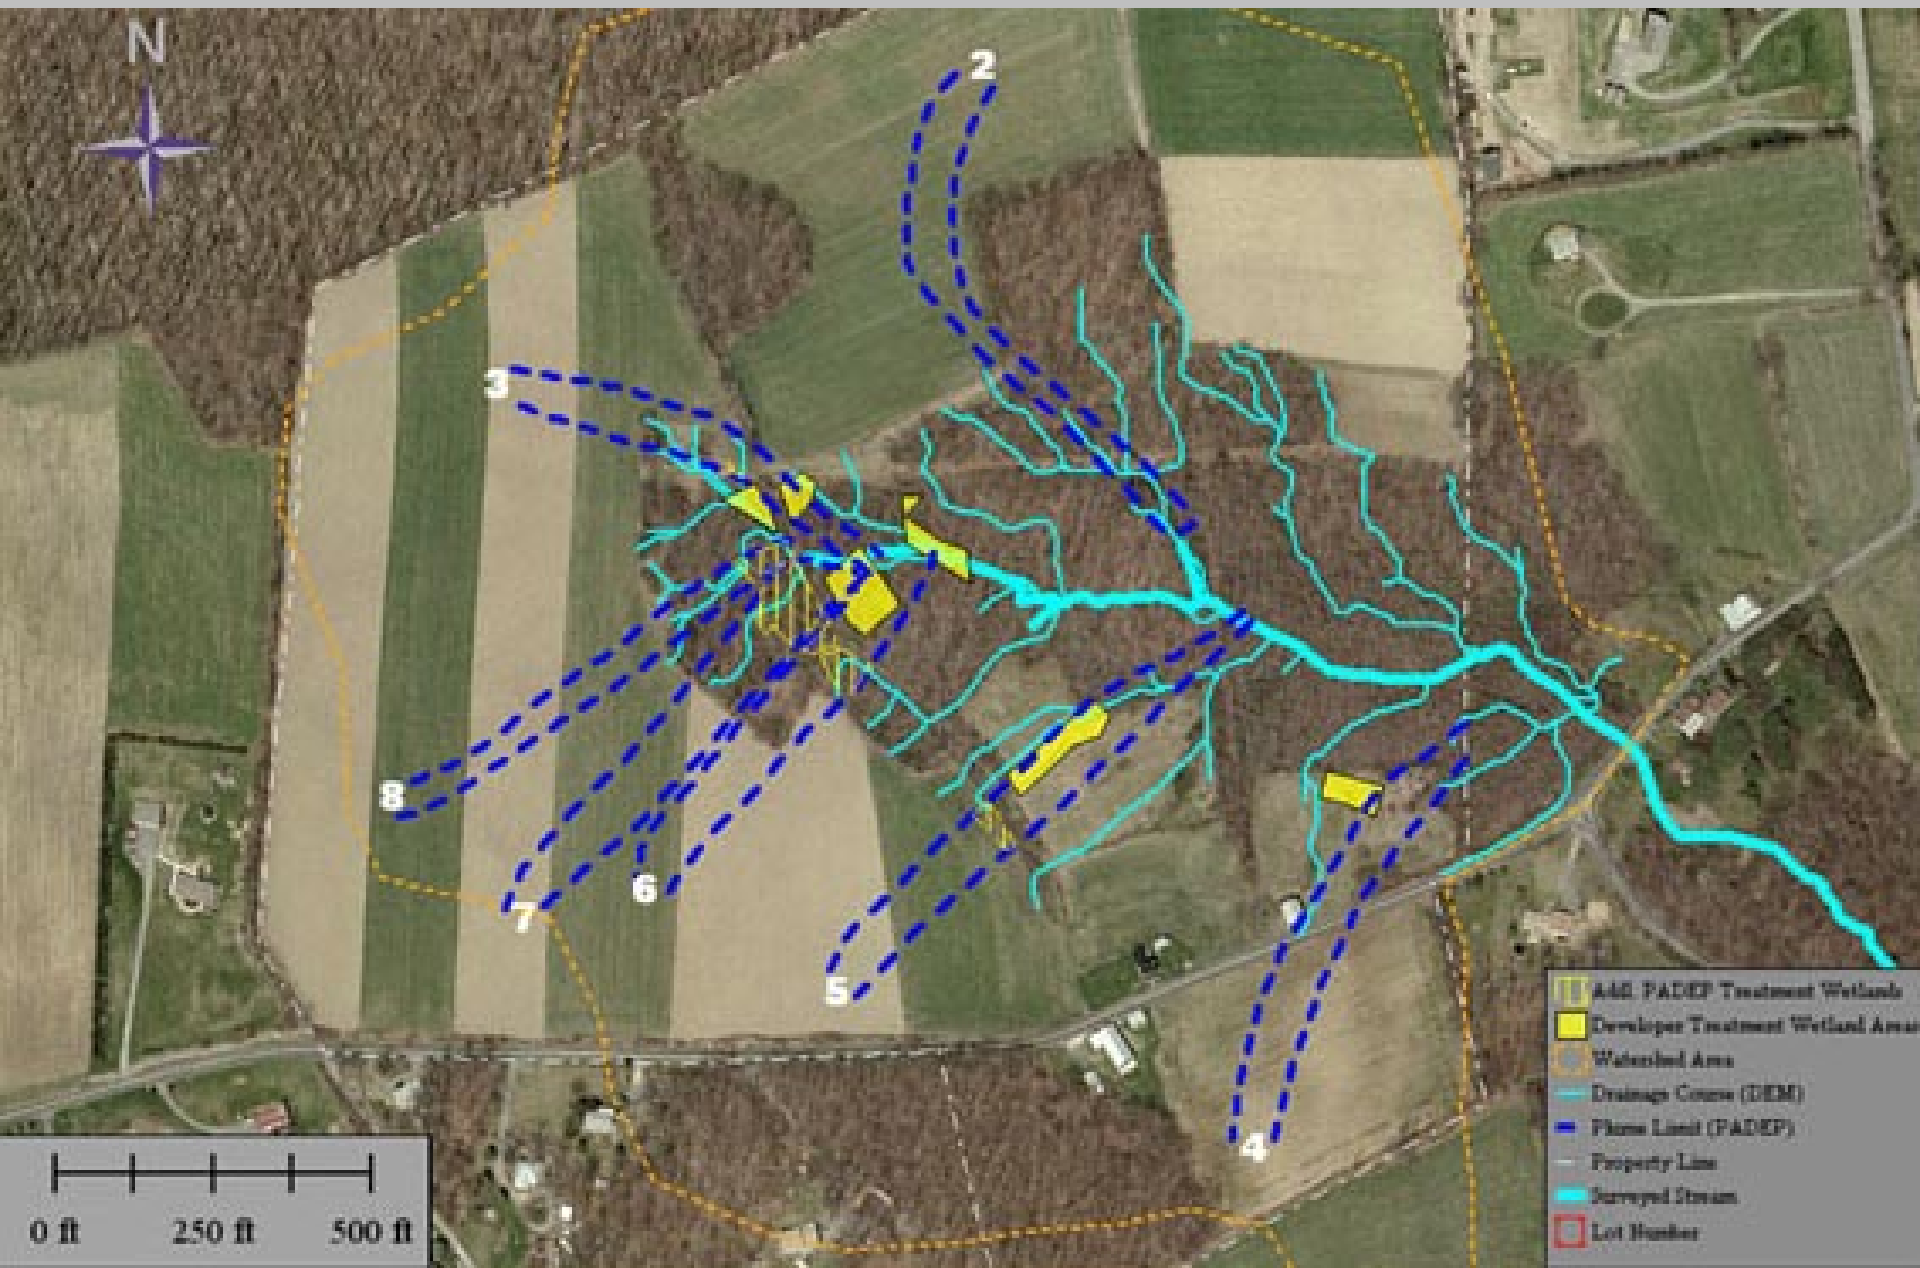 N
2
3
8
7
6
5
4
Addl. PADEP Treatment Wetlands
Developer Treatment Wetland Areas
Watershed Area
Drainage Course (DEM)
Plume Limit (PADEP)
Property Line
Surveyed Stream
Lot Number
0 ft 250 ft 500 ft